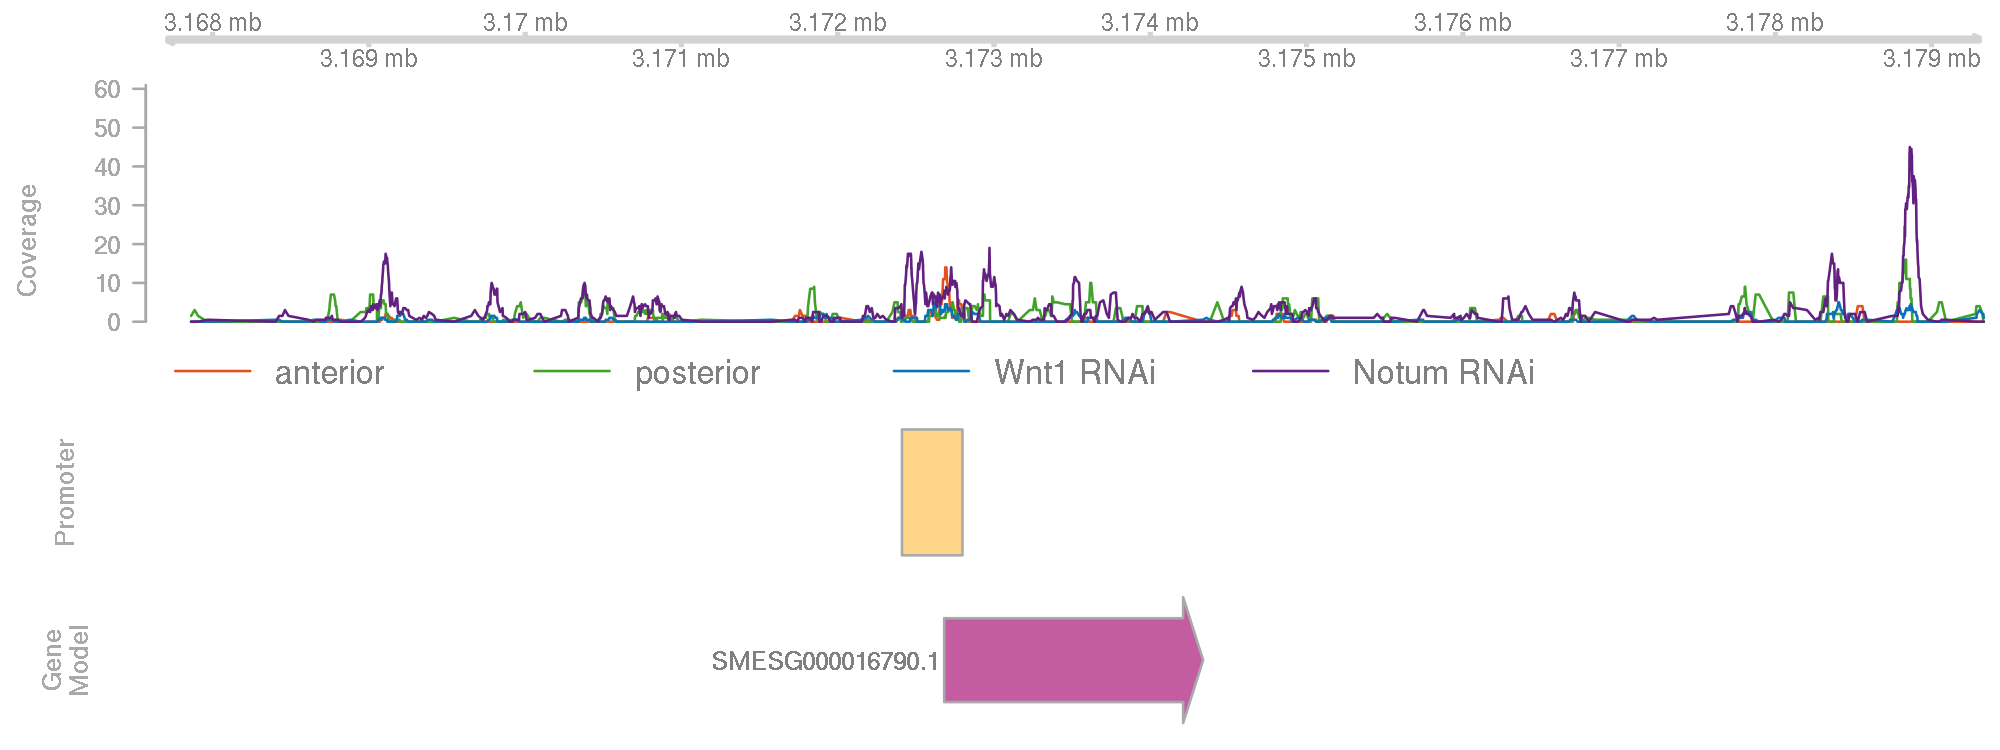 3.168 mb 3.17 mb 3.172 mb 3.174 mb 3.176 mb 3.178 mb
3.169 mb 3.171 mb 3.173 mb 3.175 mb 3.177 mb 3.179 mb
60
50
40
30
20
10
0
Coverage
anterior posterior Wnt1 RNAi Notum RNAi
Promoter
Gene
Model
SMESG000016790.1